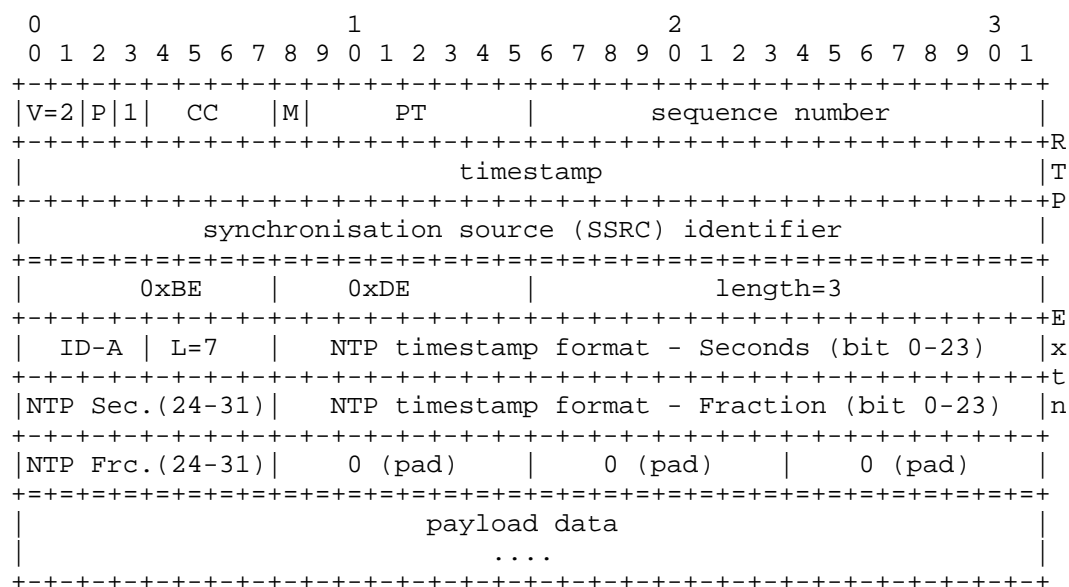 0                   1                   2                   3
 0 1 2 3 4 5 6 7 8 9 0 1 2 3 4 5 6 7 8 9 0 1 2 3 4 5 6 7 8 9 0 1
+-+-+-+-+-+-+-+-+-+-+-+-+-+-+-+-+-+-+-+-+-+-+-+-+-+-+-+-+-+-+-+-+
|V=2|P|1|  CC   |M|     PT      |       sequence number         |
+-+-+-+-+-+-+-+-+-+-+-+-+-+-+-+-+-+-+-+-+-+-+-+-+-+-+-+-+-+-+-+-+R
|                           timestamp                           |T
+-+-+-+-+-+-+-+-+-+-+-+-+-+-+-+-+-+-+-+-+-+-+-+-+-+-+-+-+-+-+-+-+P
|           synchronisation source (SSRC) identifier            |
+=+=+=+=+=+=+=+=+=+=+=+=+=+=+=+=+=+=+=+=+=+=+=+=+=+=+=+=+=+=+=+=+
|       0xBE    |    0xDE       |           length=3            |
+-+-+-+-+-+-+-+-+-+-+-+-+-+-+-+-+-+-+-+-+-+-+-+-+-+-+-+-+-+-+-+-+E
|  ID-A | L=7   |   NTP timestamp format - Seconds (bit 0-23)   |x
+-+-+-+-+-+-+-+-+-+-+-+-+-+-+-+-+-+-+-+-+-+-+-+-+-+-+-+-+-+-+-+-+t
|NTP Sec.(24-31)|   NTP timestamp format - Fraction (bit 0-23)  |n
+-+-+-+-+-+-+-+-+-+-+-+-+-+-+-+-+-+-+-+-+-+-+-+-+-+-+-+-+-+-+-+-+
|NTP Frc.(24-31)|    0 (pad)    |    0 (pad)    |    0 (pad)    |
+=+=+=+=+=+=+=+=+=+=+=+=+=+=+=+=+=+=+=+=+=+=+=+=+=+=+=+=+=+=+=+=+
|                         payload data                          |
|                             ....                              |
+-+-+-+-+-+-+-+-+-+-+-+-+-+-+-+-+-+-+-+-+-+-+-+-+-+-+-+-+-+-+-+-+